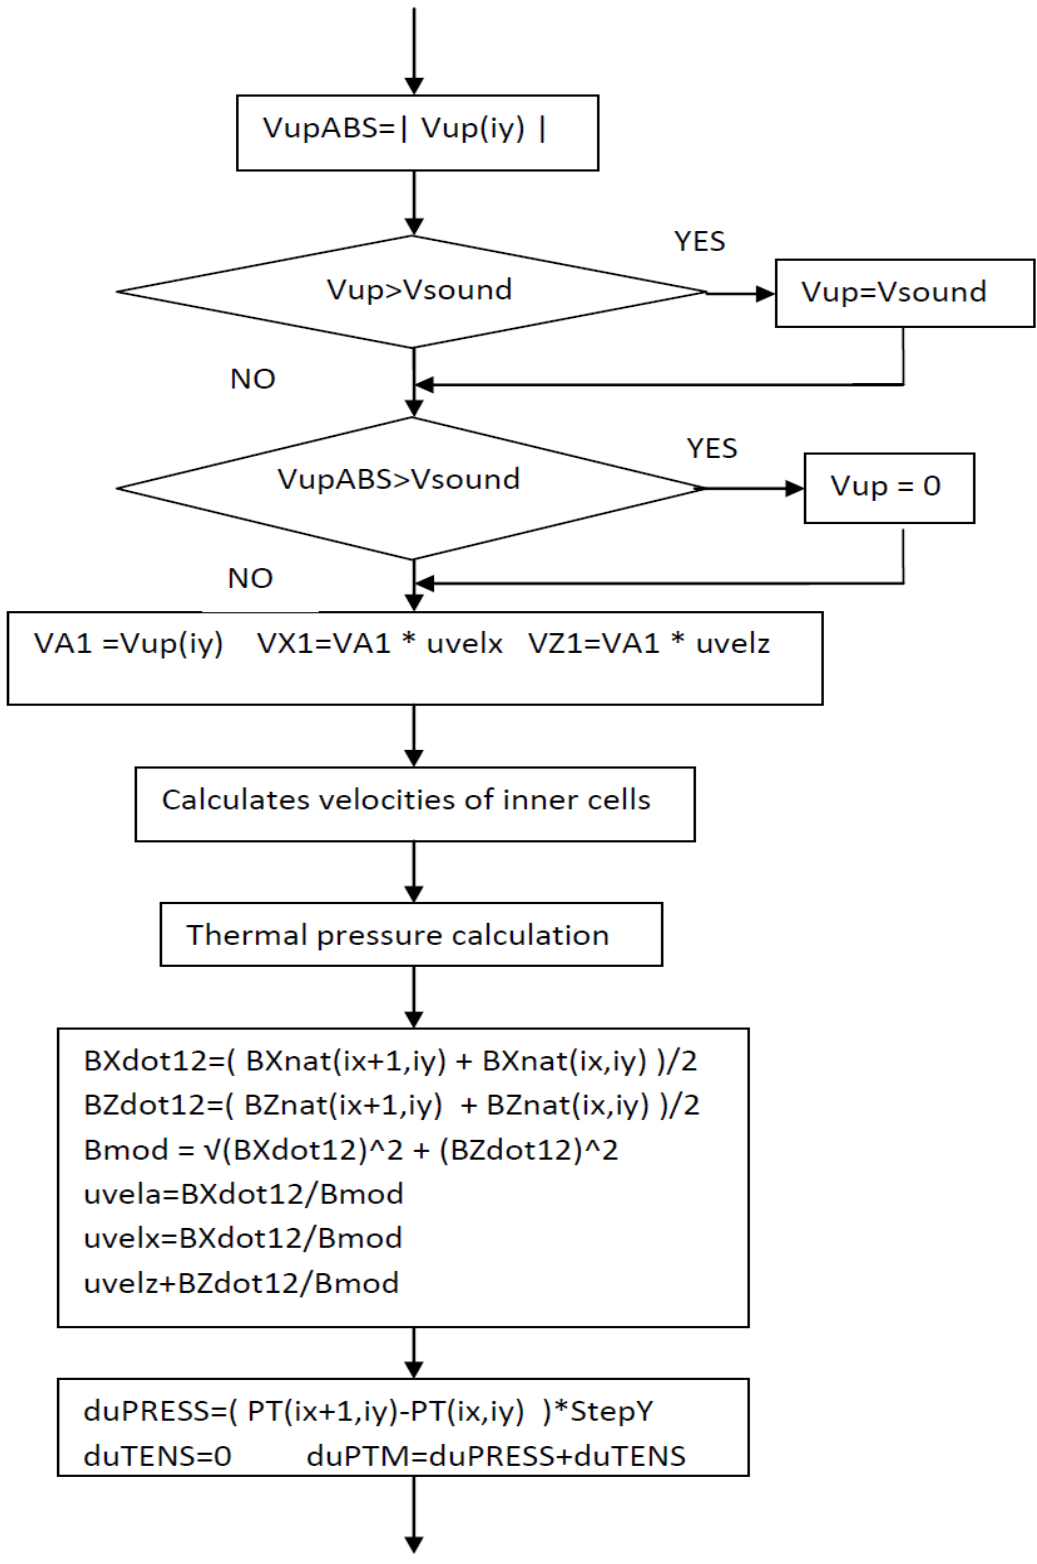 VupABS=| Vup(iy) |
YES
Vup>Vsound
Vup=Vsound
NO
YES
VupABS>Vsound
Vup = 0
NO
VA1 =Vup(iy) VX1=VA1 * uvelx VZ1=VA1 * uvelz
Calculates velocities of inner cells
Thermal pressure calculation
BXdot12=( BXnat(ix+1,iy) + BXnat(ix,iy) )/2
BZdot12=( BZnat(ix+1,iy) + BZnat(ix,iy) )/2
Bmod = √(BXdot12)^2 + (BZdot12)^2
uvela=BXdot12/Bmod
uvelx=BXdot12/Bmod
uvelz+BZdot12/Bmod
duPRESS=( PT(ix+1,iy)-PT(ix,iy) )*StepY
duTENS=0 duPTM=duPRESS+duTENS